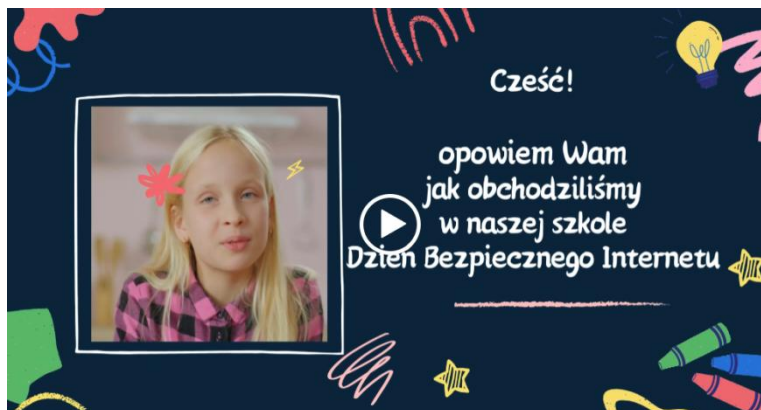 Cześć!
opowiem Wam
jak obchodziliśmy
w naszej szkole
Dzień Bezpiecznego Internetu